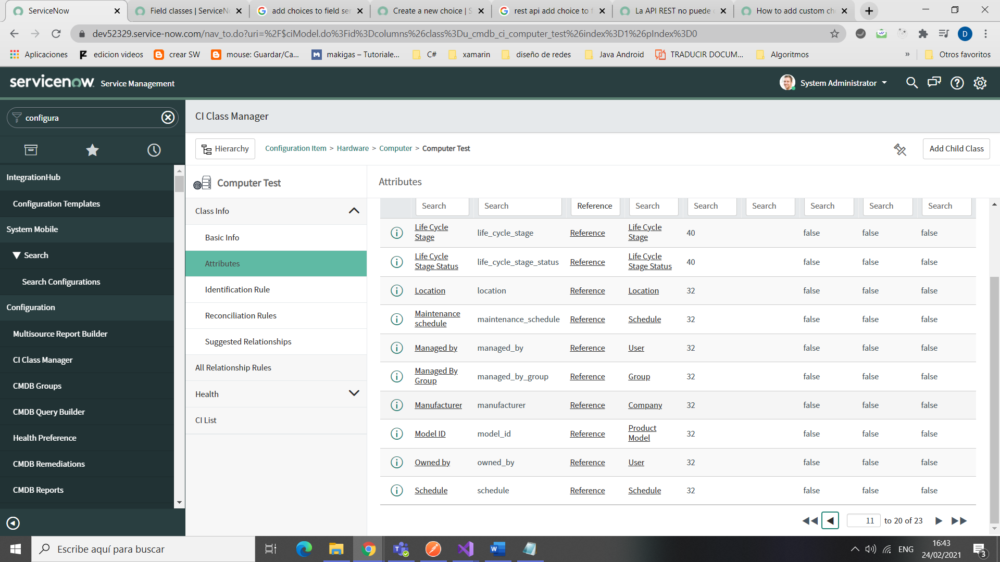 ServiceNow
Field classes | ServiceN
add choices to field ser
Create a new choice | S
rest api add choice to f
La API REST no puede
How to add custom ch
dev52329.service-now.com/nav_to.do?uri=%2F$ciModel.do%3Fid%3Dcolumns%26class%3Du_cmdb_ci_computer_test%26index%3D1%26pIndex%3D0
D
Aplicaciones
edicion videos
crear SW
mouse: Guardar/Ca...
makigas – Tutoriale...
C#
xamarin
diseño de redes
Java Android
TRADUCIR DOCUM...
Algoritmos
»
Otros favoritos
servicenow Service Management
System Administrator
configura
IntegrationHub
Configuration Templates
System Mobile
Search
Search Configurations
Configuration
Multisource Report Builder
CI Class Manager
CMDB Groups
CMDB Query Builder
Health Preference
CMDB Remediations
CMDB Reports
CI Class Manager
Hierarchy
Configuration Item > Hardware > Computer > Computer Test
Add Child Class
Computer Test
Class Info
Basic Info
Attributes
Identification Rule
Reconciliation Rules
Suggested Relationships
All Relationship Rules
Health
CI List
Attributes
Search Search Reference Search Search Search Search Search Search
Life Cycle Stage life_cycle_stage Reference Life Cycle Stage 40 false false false
Life Cycle Stage Status life_cycle_stage_status Reference Life Cycle Stage Status 40 false false false
Location location Reference Location 32 false false false
Maintenance schedule maintenance_schedule Reference Schedule 32 false false false
Managed by managed_by Reference User 32 false false false
Managed By Group managed_by_group Reference Group 32 false false false
Manufacturer manufacturer Reference Company 32 false false false
Model ID model_id Reference Product Model 32 false false false
Owned by owned_by Reference User 32 false false false
Schedule schedule Reference Schedule 32 false false false
11 to 20 of 23
Escribe aquí para buscar
ENG
16:43
24/02/2021
3